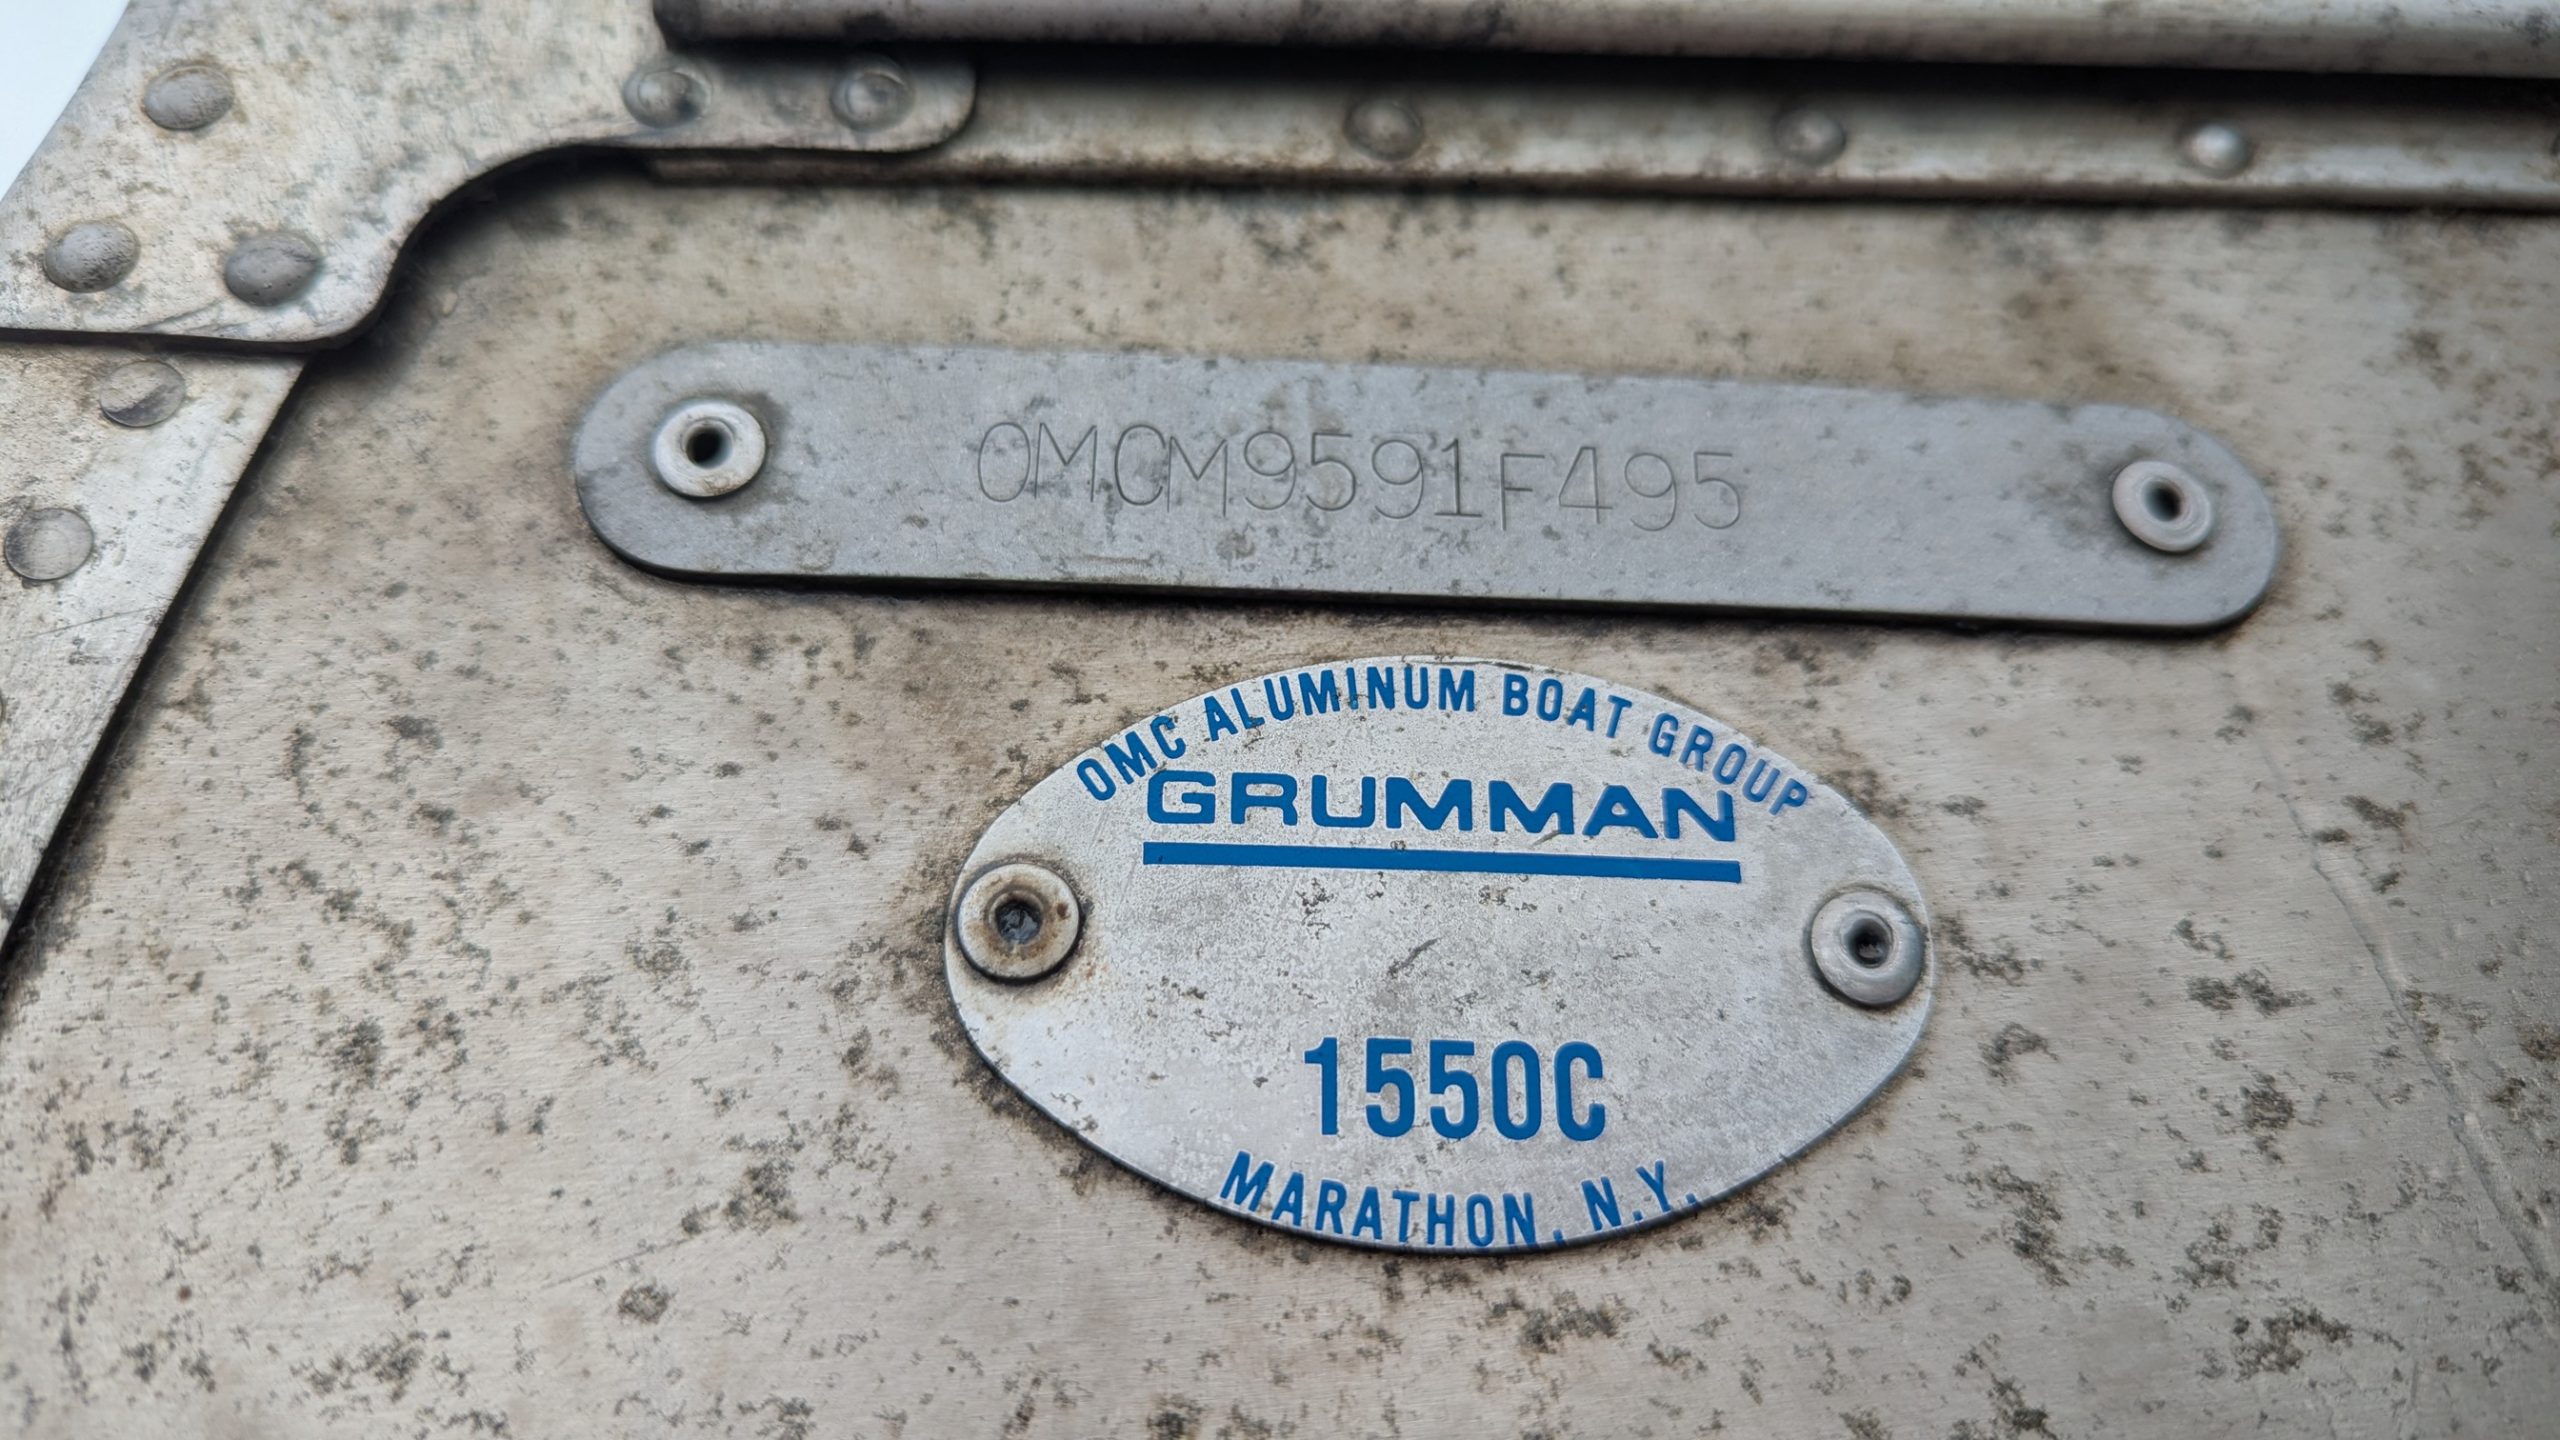 OMCM9591F495
OMC ALUMINUM BOAT GROUP
GRUMMAN
1550C
MARATHON, N.Y.